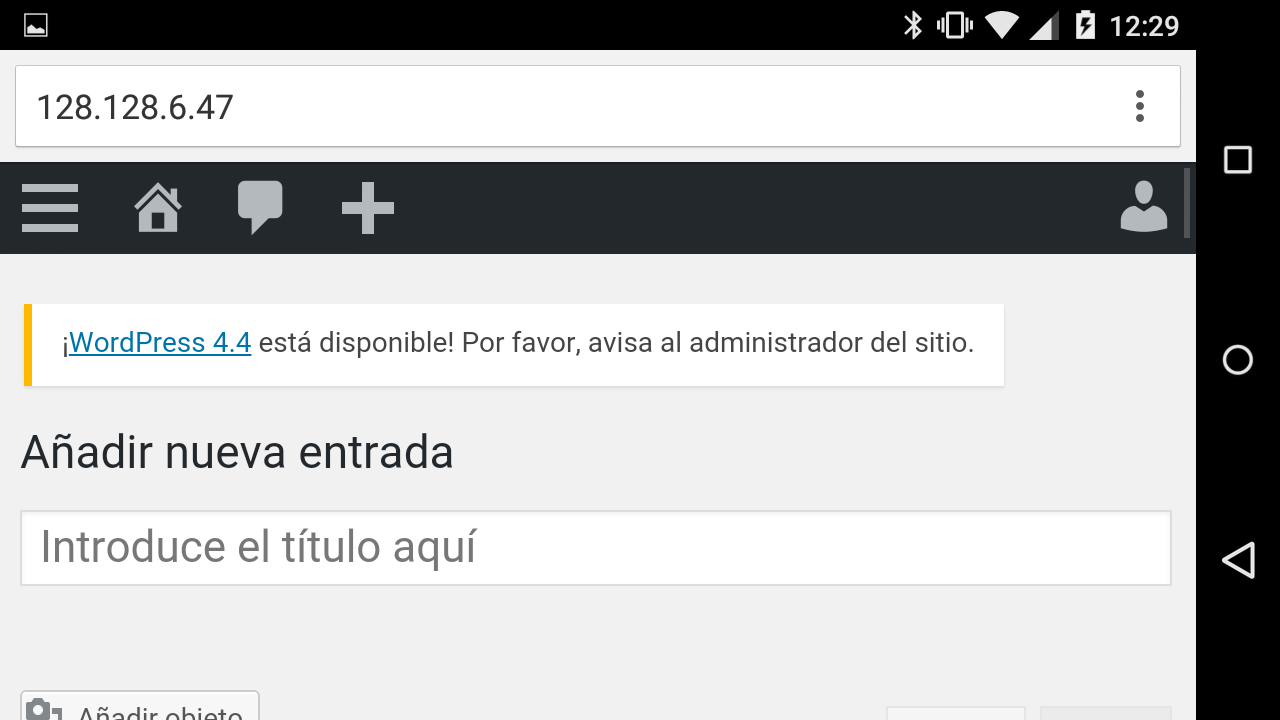 12:29
128.128.6.47
¡WordPress 4.4 está disponible! Por favor, avisa al administrador del sitio.
Añadir nueva entrada
Introduce el título aquí
Añadir objeto